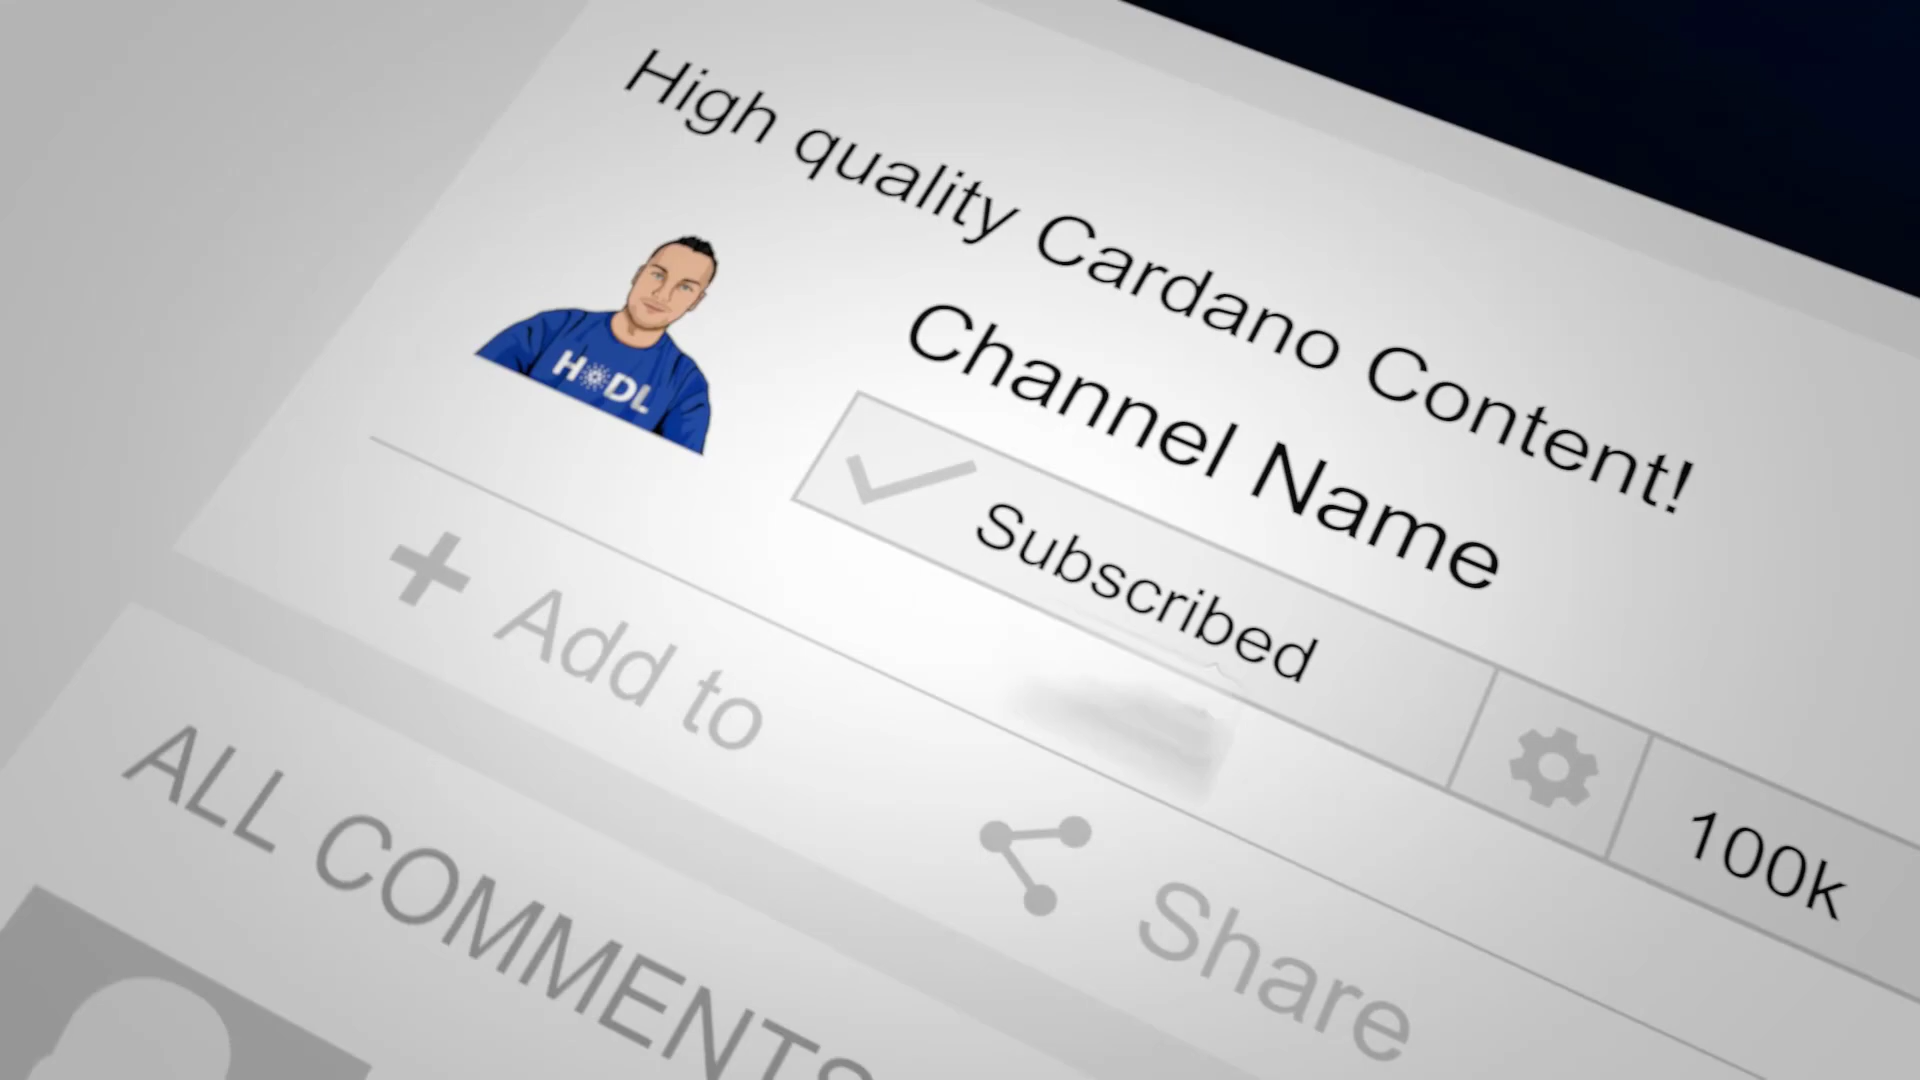 High quality Cardano Content!
Channel Name
HODL
Subscribed
100k
Add to
Share
ALL COMMENTS